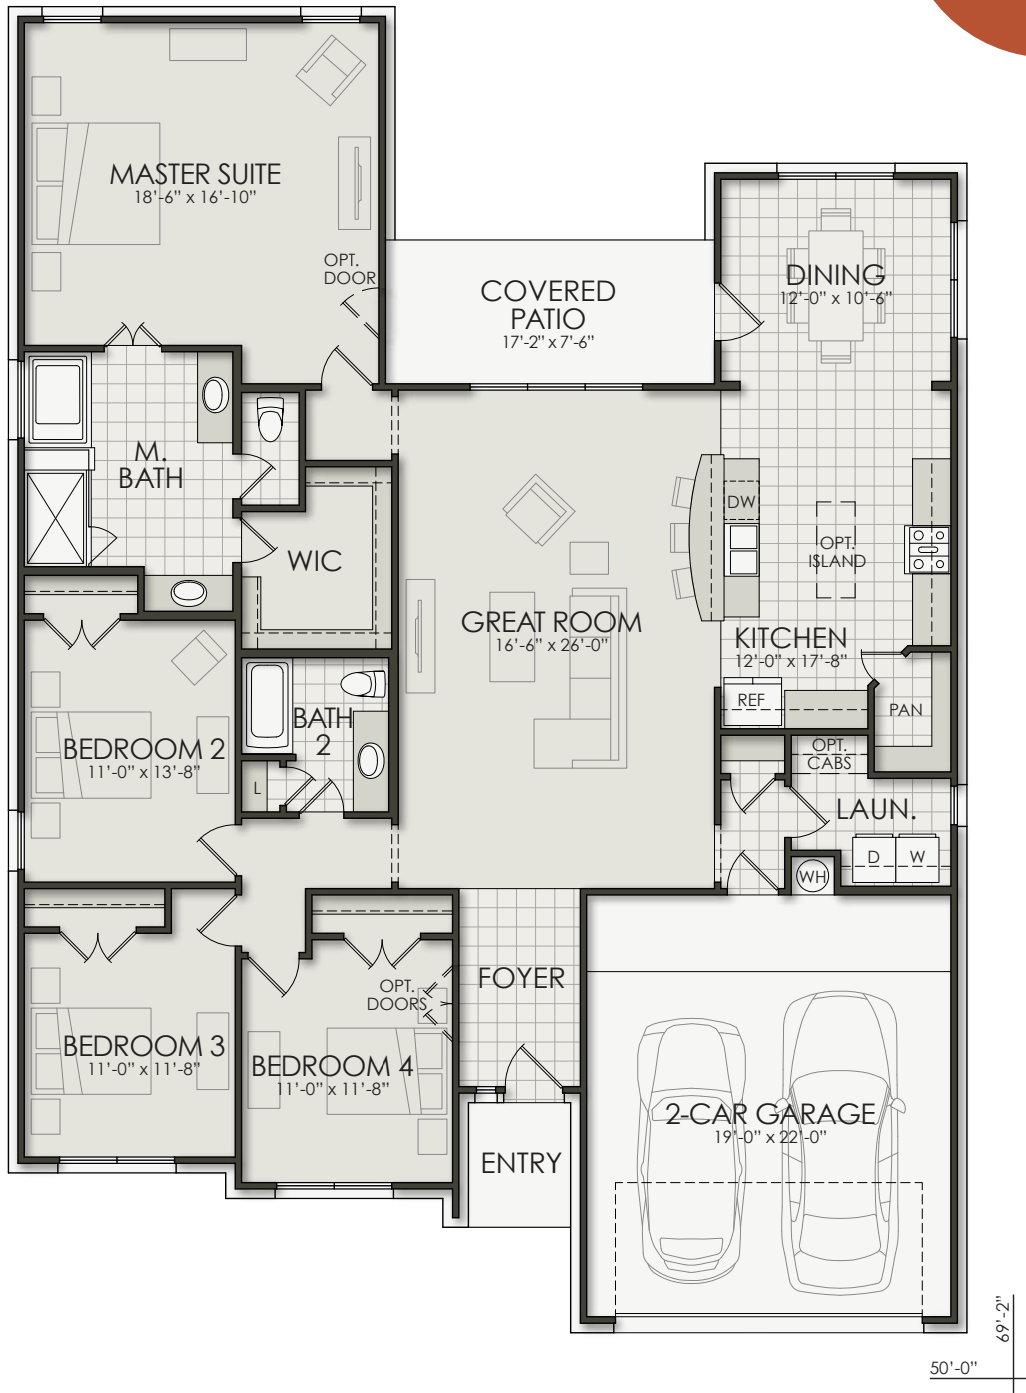 MASTER SUITE
18'-6" x 16'-10"
OPT.
DOOR
COVERED
PATIO
17'-2" x 7'-6"
DINING
12'-0" x 10'-6"
M.
BATH
WIC
DW
OPT.
ISLAND
GREAT ROOM
16'-6" x 26'-0"
KITCHEN
12'-0" x 17'-8"
REF
PAN
BATH
2
L
BEDROOM 2
11'-0" x 13'-8"
OPT.
CABS
LAUN.
D
W
WH
FOYER
OPT.
DOORS
BEDROOM 3
11'-0" x 11'-8"
BEDROOM 4
11'-0" x 11'-8"
2-CAR GARAGE
19'-0" x 22'-0"
ENTRY
69'-2"
50'-0"